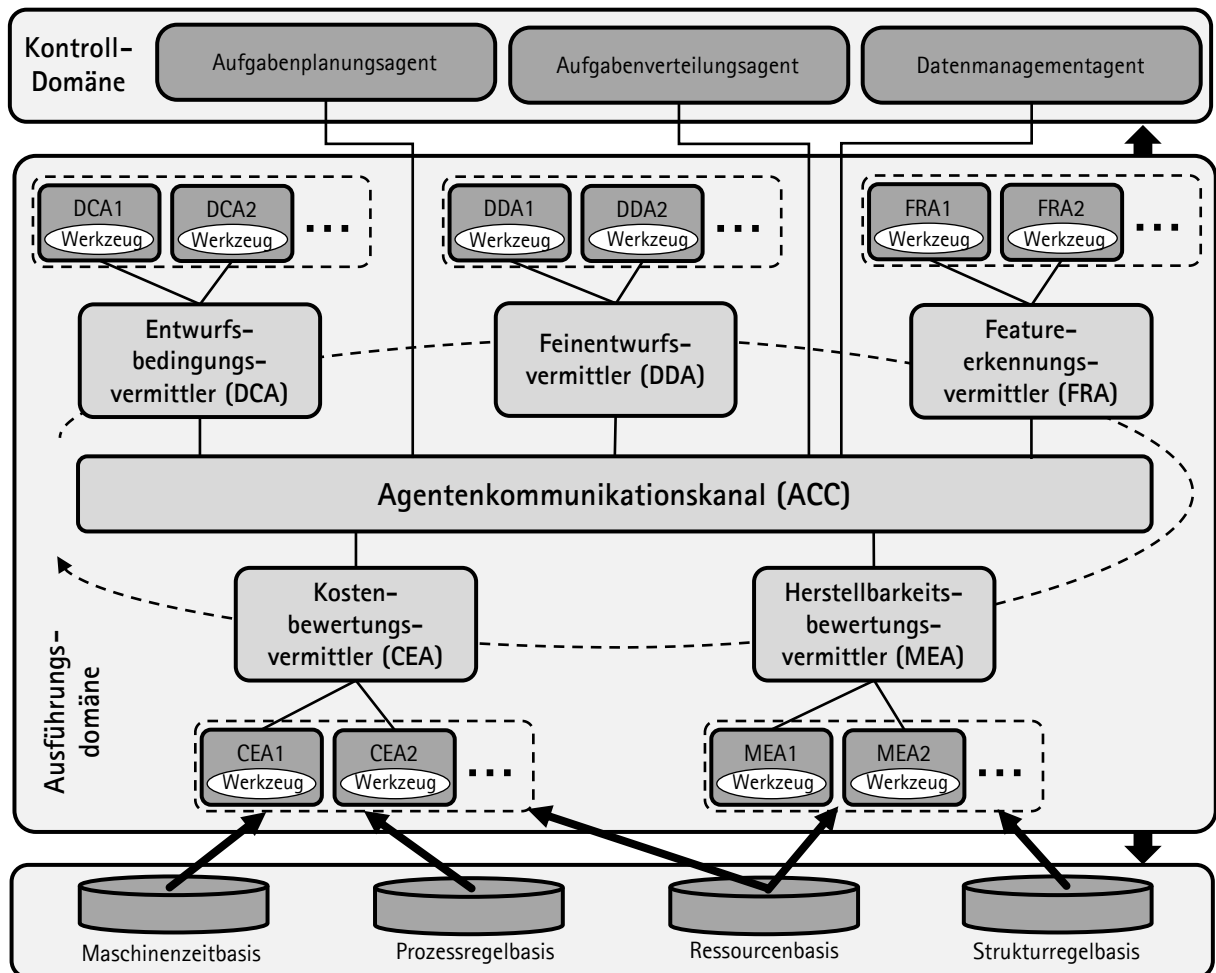 Kontroll-
Domäne
Aufgabenplanungsagent
Aufgabenverteilungsagent
Datenmanagementagent
DCA1
Werkzeug
DCA2
Werkzeug
...
DDA1
Werkzeug
DDA2
Werkzeug
...
FRA1
Werkzeug
FRA2
Werkzeug
...
Entwurfs-
bedingungs-
vermittler (DCA)
Feinentwurfs-
vermittler (DDA)
Feature-
erkennungs-
vermittler (FRA)
Agentenkommunikationskanal (ACC)
Kosten-
bewertungs-
vermittler (CEA)
Herstellbarkeits-
bewertungs-
vermittler (MEA)
Ausführungs-
domäne
CEA1
Werkzeug
CEA2
Werkzeug
...
MEA1
Werkzeug
MEA2
Werkzeug
...
Maschinenzeitbasis
Prozessregelbasis
Ressourcenbasis
Strukturregelbasis